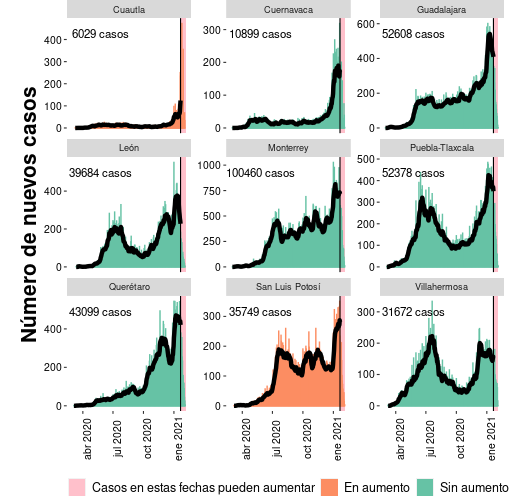 Número de nuevos casos
Cuautla
6029 casos
400
300
200
100
0
Cuernavaca
10899 casos
300
200
100
0
Guadalajara
52608 casos
600
400
200
0
León
39684 casos
400
200
0
Monterrey
100460 casos
1000
750
500
250
0
Puebla-Tlaxcala
52378 casos
500
400
300
200
100
0
Querétaro
43099 casos
400
200
0
San Luis Potosí
35749 casos
300
200
100
0
Villahermosa
31672 casos
300
200
100
0
abr 2020
jul 2020
oct 2020
ene 2021
abr 2020
jul 2020
oct 2020
ene 2021
abr 2020
jul 2020
oct 2020
ene 2021
Casos en estas fechas pueden aumentar
En aumento
Sin aumento